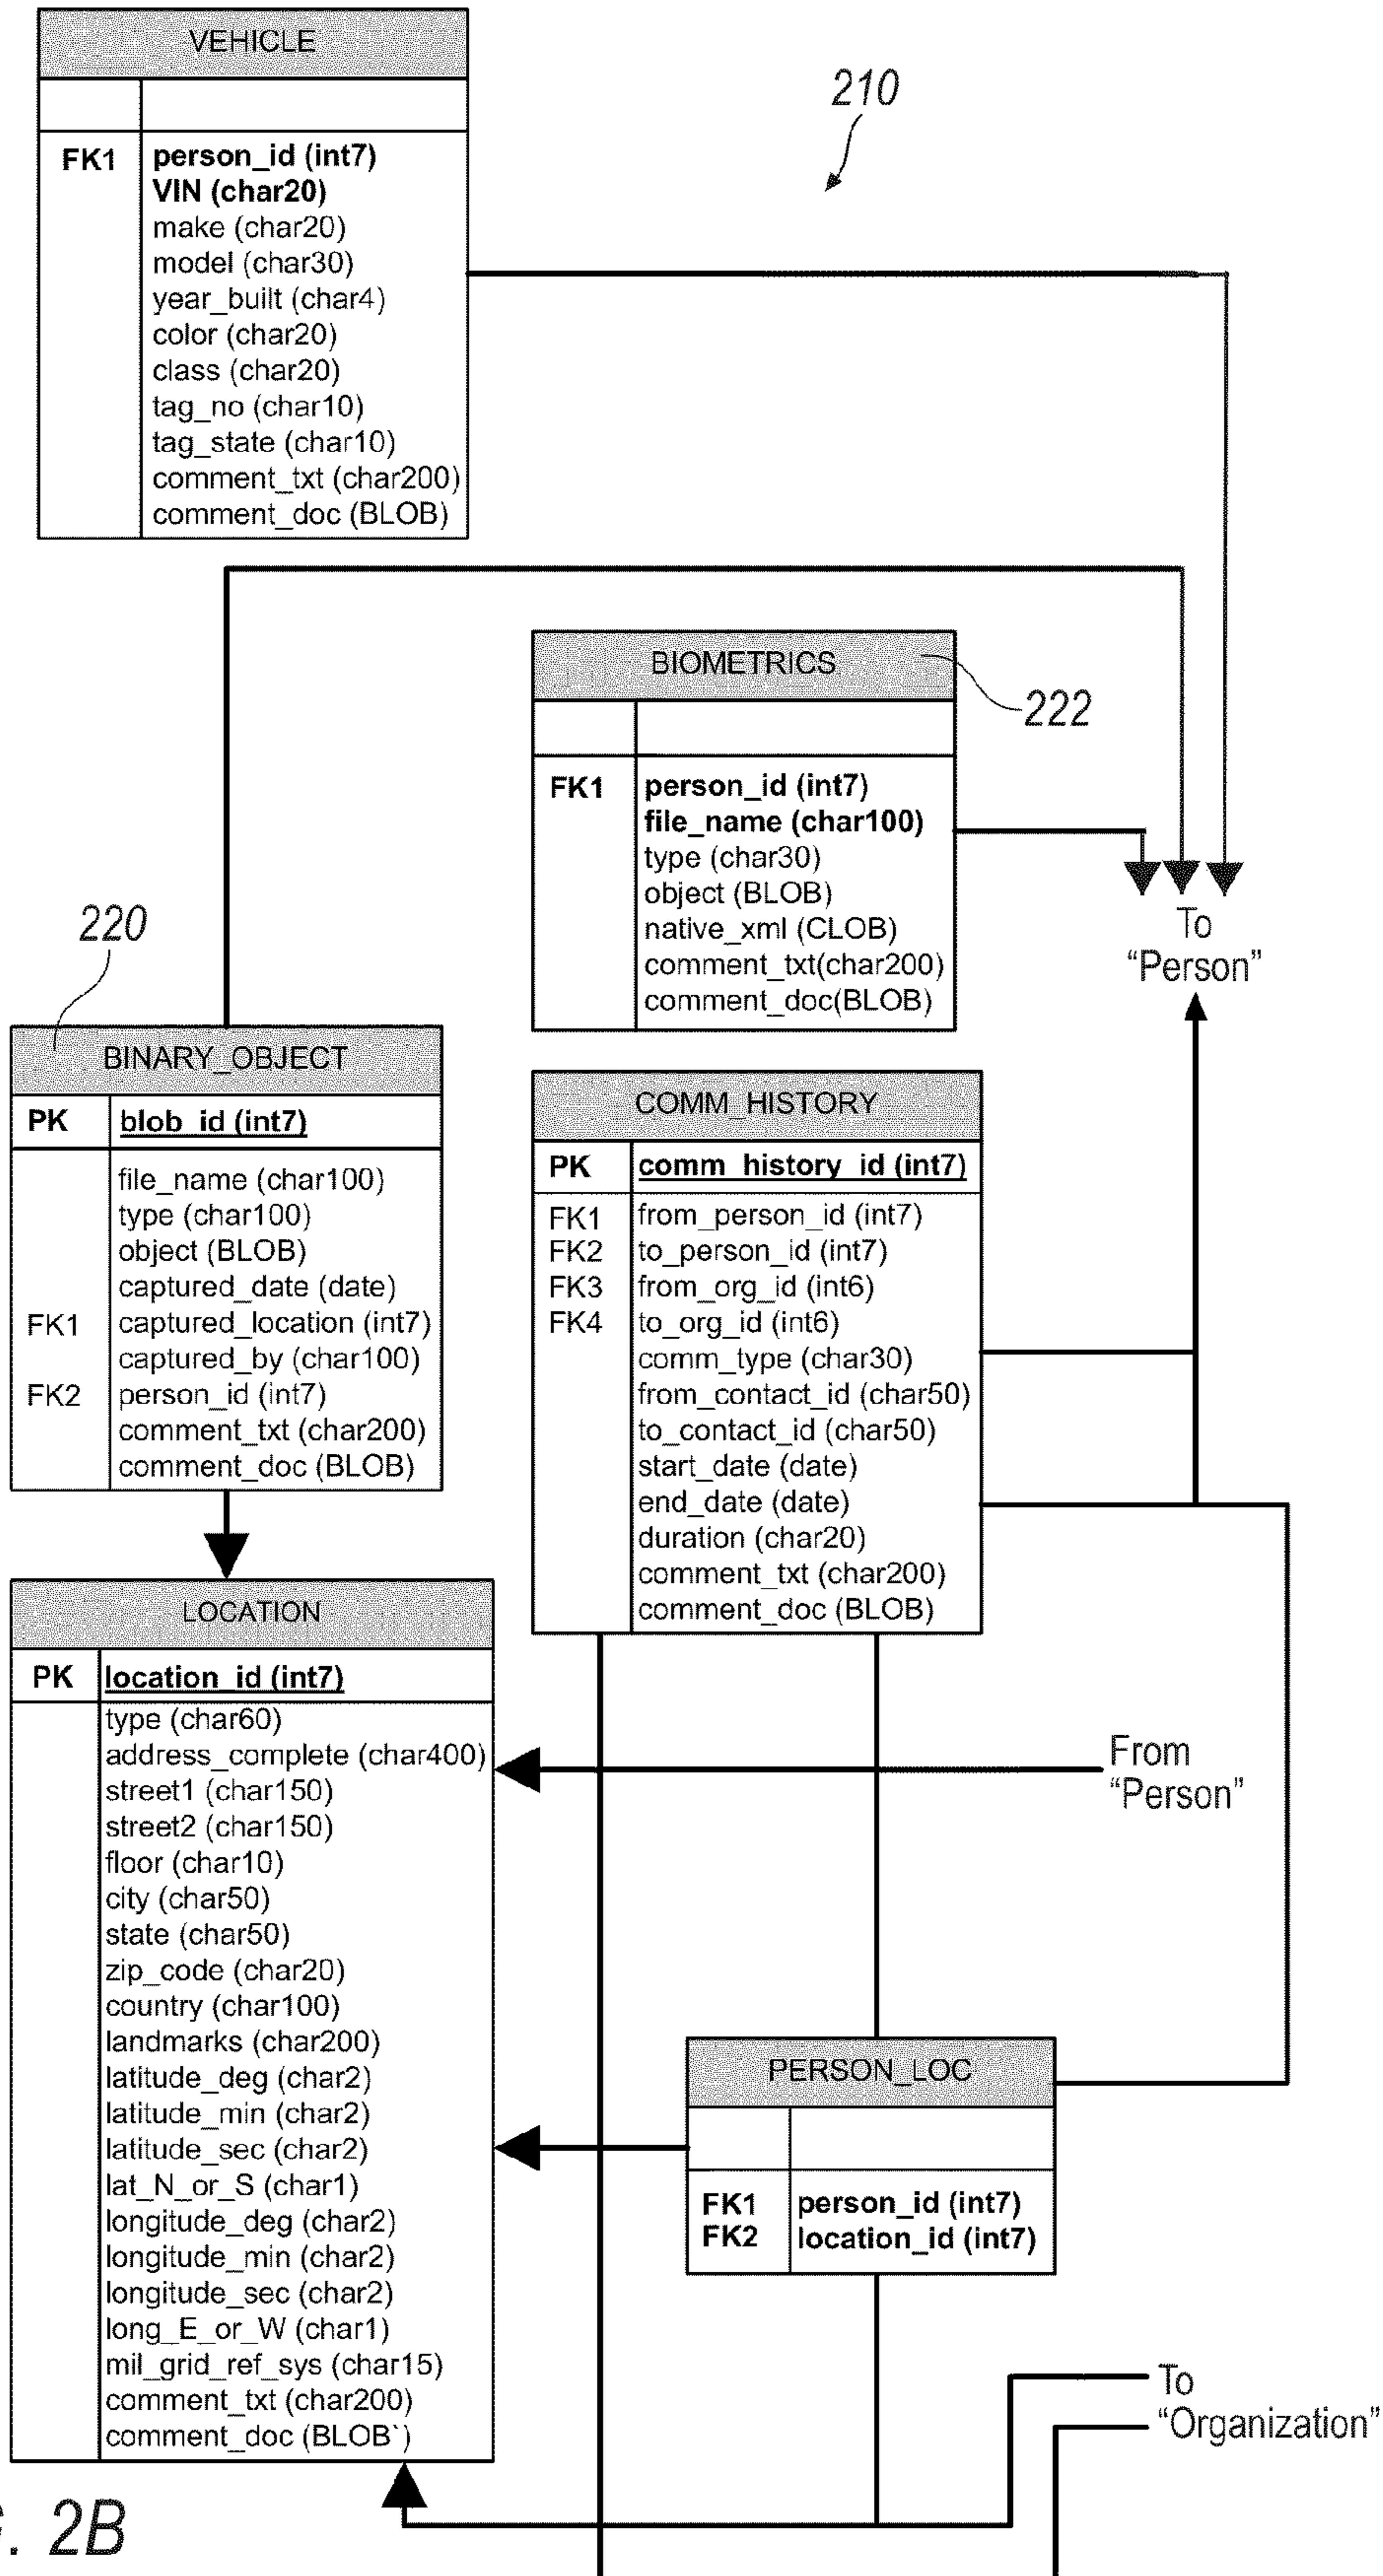 VEHICLE
FK1 person_id (int7)
VIN (char20)
make (char20)
model (char30)
year_built (char4)
color (char20)
class (char20)
tag_no (char10)
tag_state (char10)
comment_txt (char200)
comment_doc (BLOB)
210
BIOMETRICS
222
FK1 person_id (int7)
file_name (char100)
type (char30)
object (BLOB)
native_xml (CLOB)
comment_txt(char200)
comment_doc(BLOB)
To
“Person”
220
BINARY_OBJECT
PK blob_id (int7)
file_name (char100)
type (char100)
object (BLOB)
captured_date (date)
FK1 captured_location (int7)
captured_by (char100)
FK2 person_id (int7)
comment_txt (char200)
comment_doc (BLOB)
COMM_HISTORY
PK comm_history_id (int7)
FK1 from_person_id (int7)
FK2 to_person_id (int7)
FK3 from_org_id (int6)
FK4 to_org_id (int6)
comm_type (char30)
from_contact_id (char50)
to_contact_id (char50)
start_date (date)
end_date (date)
duration (char20)
comment_txt (char200)
comment_doc (BLOB)
LOCATION
PK location_id (int7)
type (char60)
address_complete (char400)
street1 (char150)
street2 (char150)
floor (char10)
city (char50)
state (char50)
zip_code (char20)
country (char100)
landmarks (char200)
latitude_deg (char2)
latitude_min (char2)
latitude_sec (char2)
lat_N_or_S (char1)
longitude_deg (char2)
longitude_min (char2)
longitude_sec (char2)
long_E_or_W (char1)
mil_grid_ref_sys (char15)
comment_txt (char200)
comment_doc (BLOB`)
From
“Person”
PERSON_LOC
FK1 person_id (int7)
FK2 location_id (int7)
To
“Organization”
. 2B